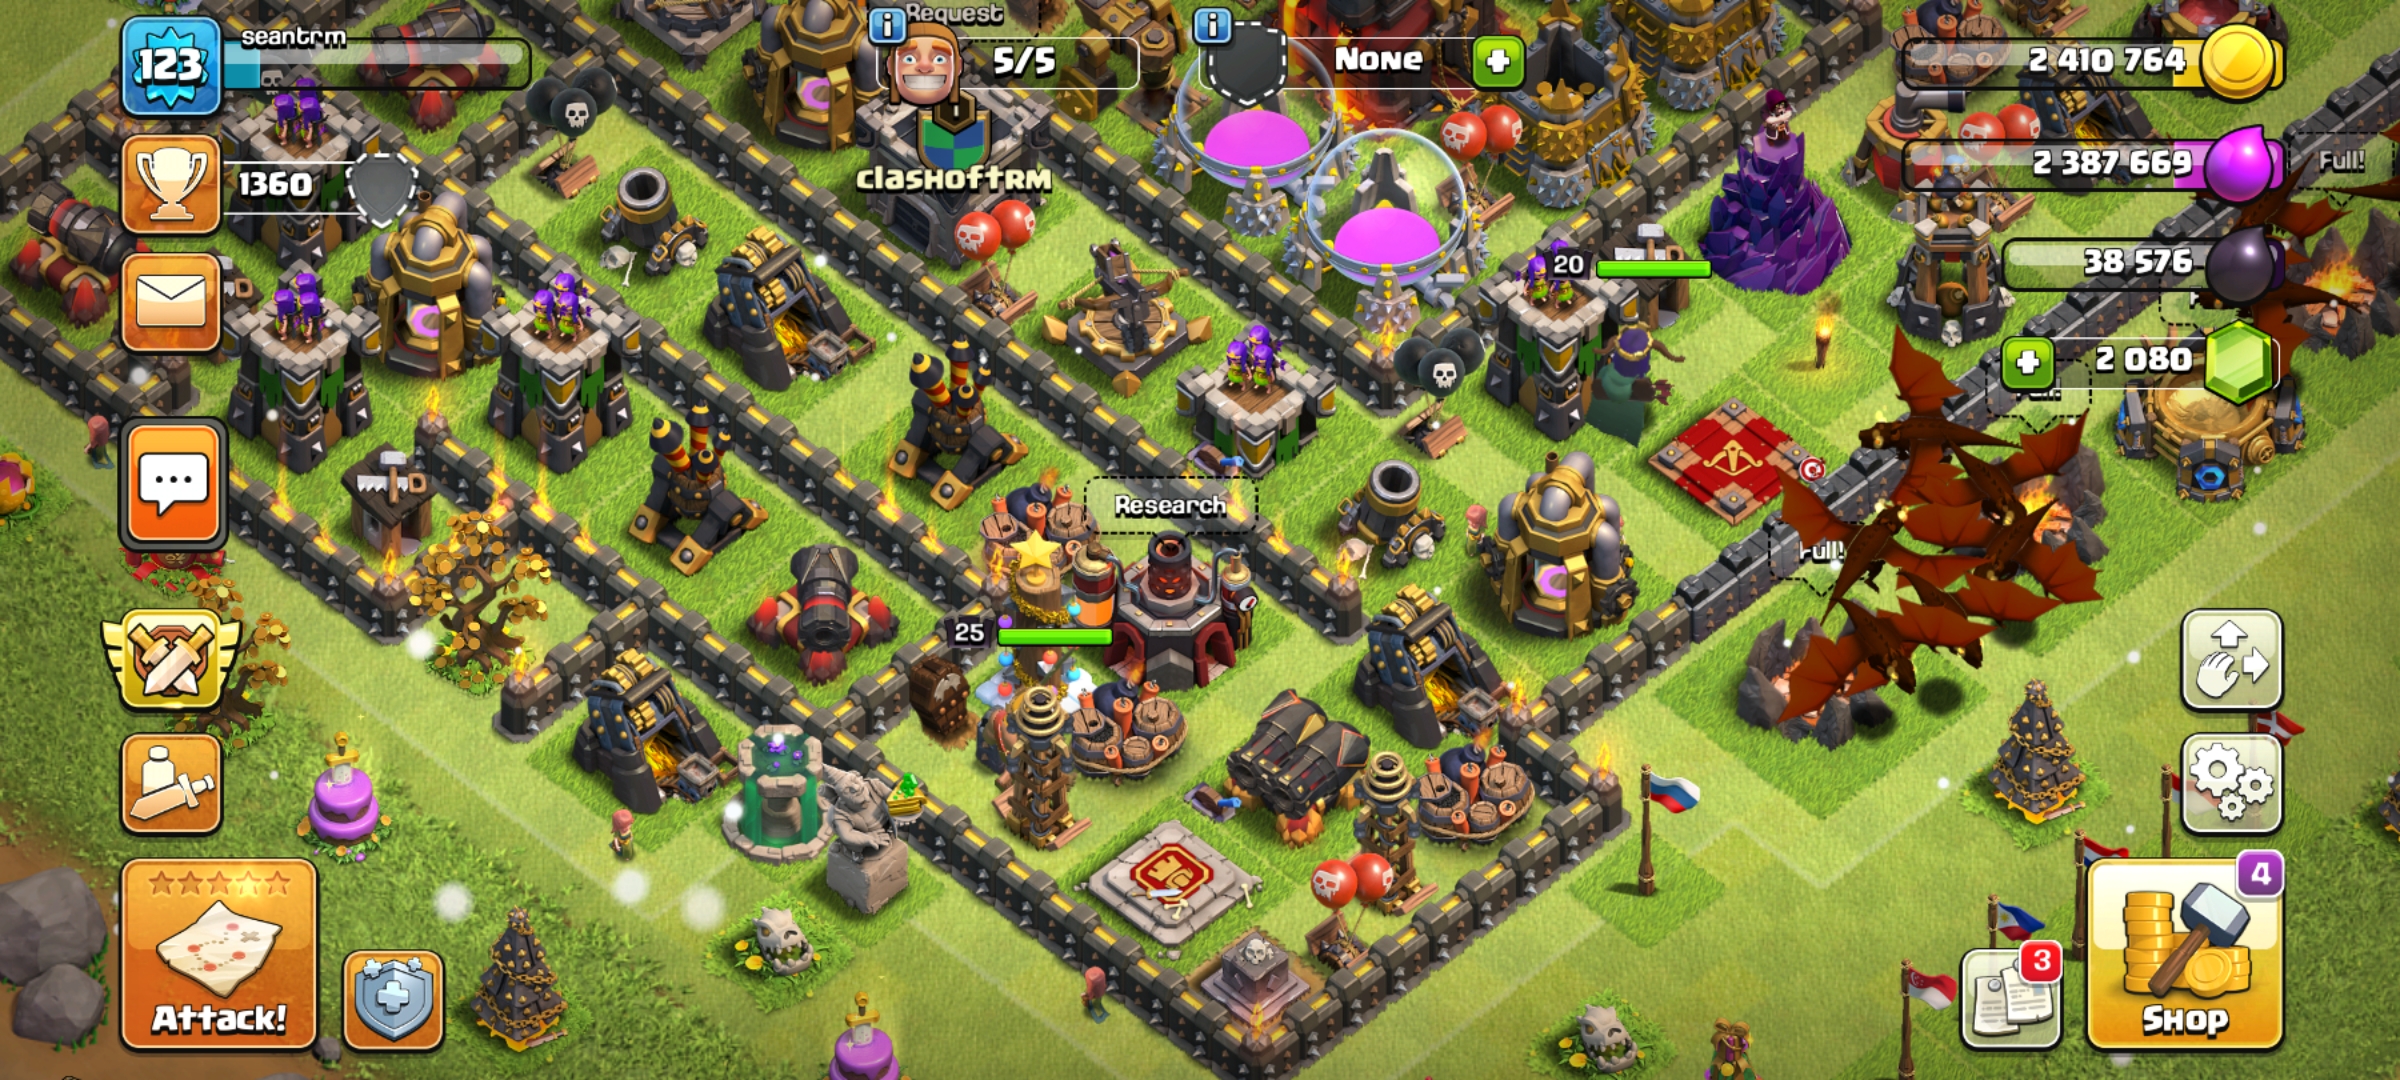 Request
123
seantrm
5/5
None
2 410 764
1360
clashofTRM
2 387 669
Full!
20
38 576
2 080
Research
Full!
25
4
3
Attack!
Shop